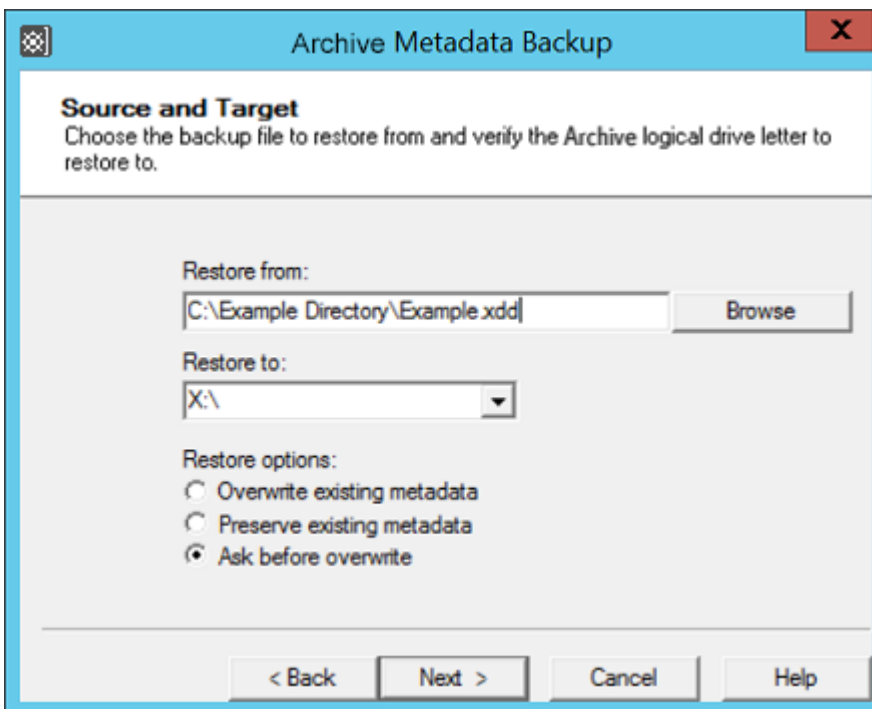 Archive Metadata Backup
X
Source and Target
Choose the backup file to restore from and verify the Archive logical drive letter to
restore to.
Restore from:
C:\Example Directory\Example.xdd
Browse
Restore to:
X:\
Restore options:
Overwrite existing metadata
Preserve existing metadata
Ask before overwrite
< Back
Next >
Cancel
Help